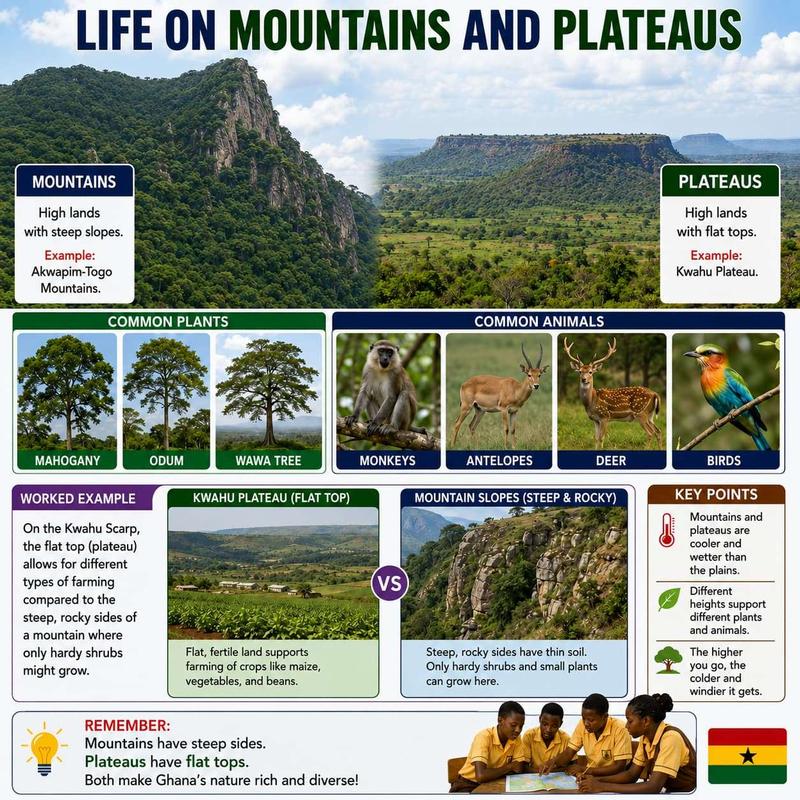 LIFE ON MOUNTAINS AND PLATEAUS
MOUNTAINS
High lands
with steep slopes.
Example:
Akwapim-Togo
Mountains.
PLATEAUS
High lands
with flat tops.
Example:
Kwahu Plateau.
COMMON PLANTS
MAHOGANY
ODUM
WAWA TREE
COMMON ANIMALS
MONKEYS
ANTELOPES
DEER
BIRDS
WORKED EXAMPLE
On the Kwahu Scarp,
the flat top (plateau)
allows for different
types of farming
compared to the
steep, rocky sides of
a mountain where
only hardy shrubs
might grow.
KWAHU PLATEAU (FLAT TOP)
Flat, fertile land supports
farming of crops like maize,
vegetables, and beans.
VS
MOUNTAIN SLOPES (STEEP & ROCKY)
Steep, rocky sides have thin soil.
Only hardy shrubs and small plants
can grow here.
KEY POINTS
Mountains and
plateaus are
cooler and
wetter than
the plains.
Different
heights support
different plants
and animals.
The higher
you go, the
colder and
windier it gets.
REMEMBER:
Mountains have steep sides.
Plateaus have flat tops.
Both make Ghana's nature rich and diverse!